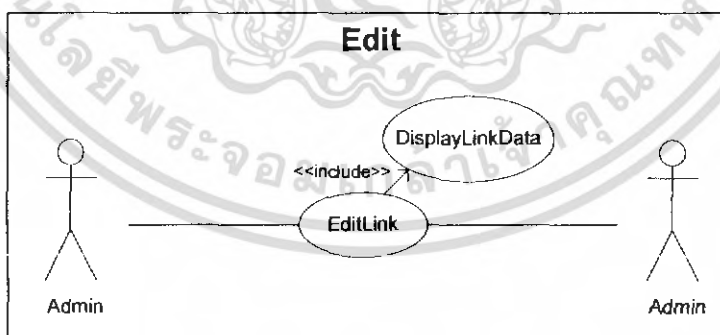 Edit
DisplayLinkData
<<include>>
EditLink
Admin
Admin